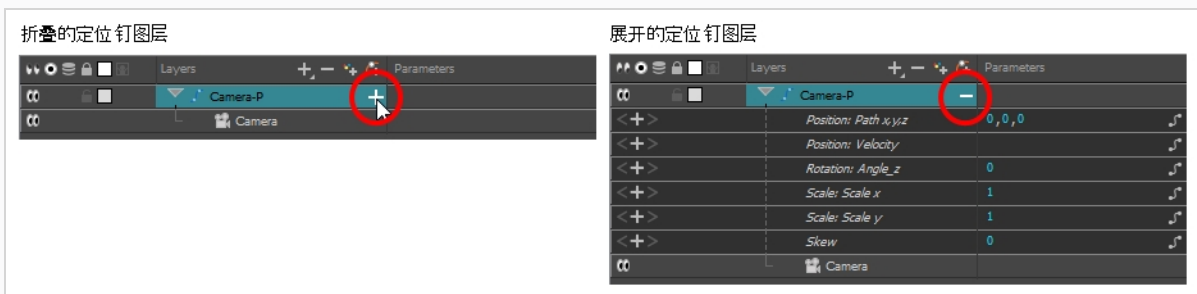 折叠的定位钉图层
Layers Parameters
Camera-P
Camera
展开的定位钉图层
Layers Parameters
Camera-P
Position: Path x,y,z 0,0,0
Position: Velocity
Rotation: Angle_z 0
Scale: Scale x 1
Scale: Scale y 1
Skew 0
Camera